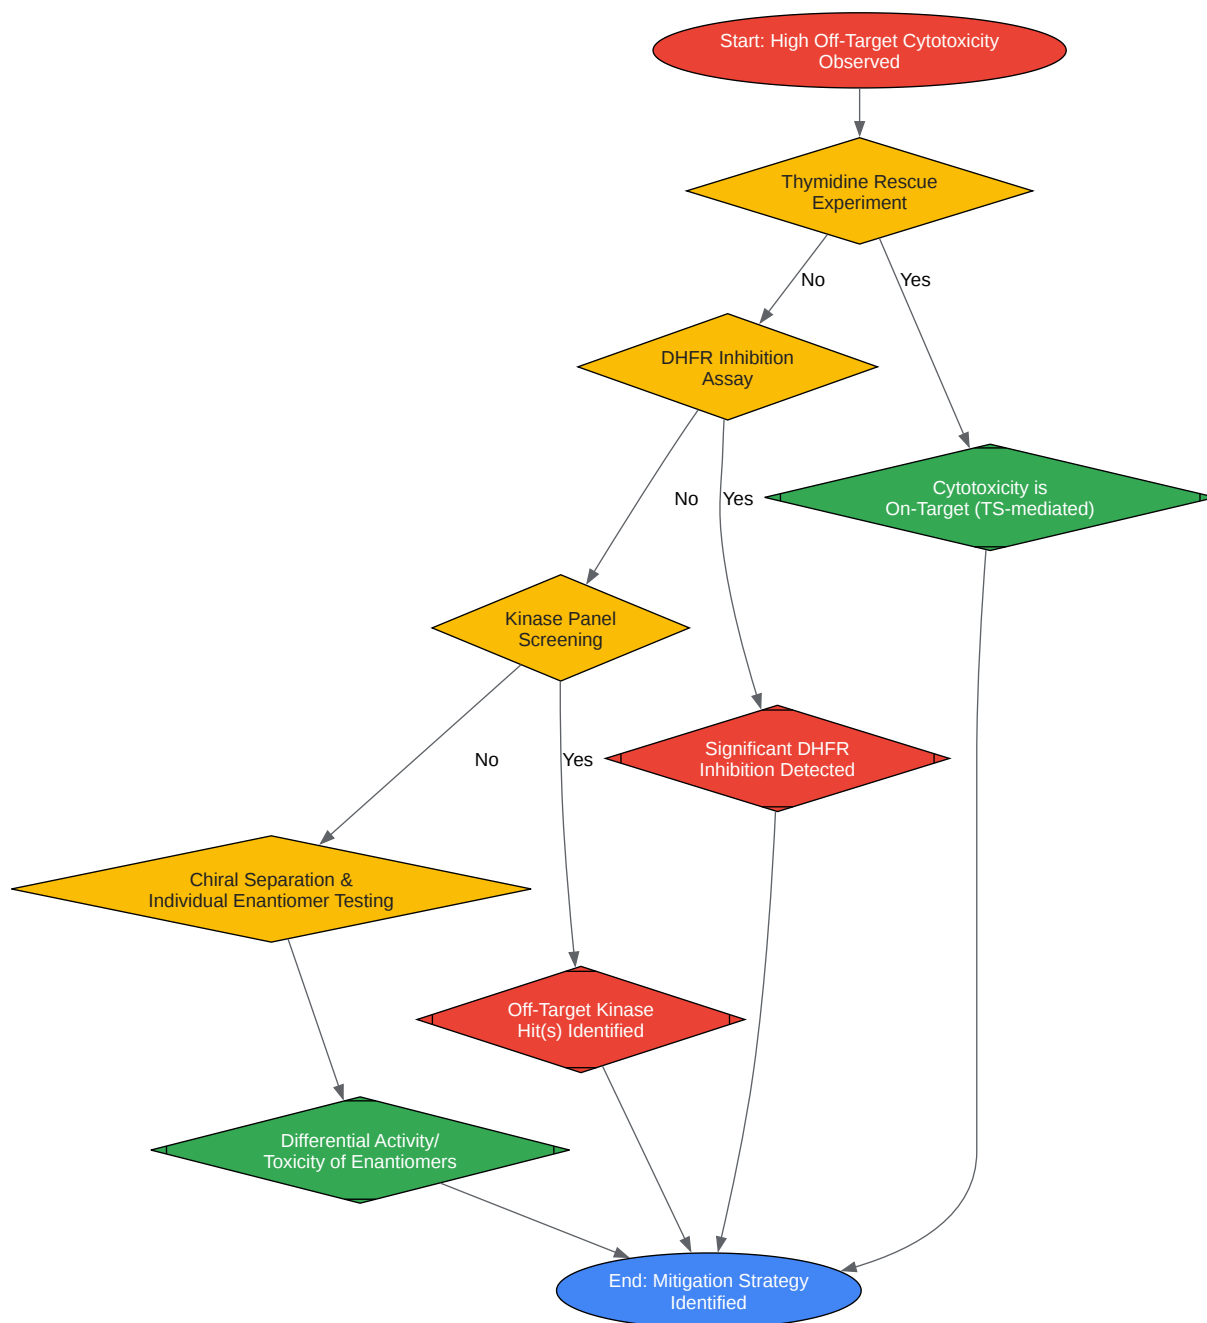 Start: High Off-Target Cytotoxicity
Observed
Thymidine Rescue
Experiment
No
Yes
DHFR Inhibition
Assay
No
Yes
Cytotoxicity is
On-Target (TS-mediated)
Kinase Panel
Screening
No
Yes
Significant DHFR
Inhibition Detected
Chiral Separation &
Individual Enantiomer Testing
Off-Target Kinase
Hit(s) Identified
Differential Activity/
Toxicity of Enantiomers
End: Mitigation Strategy
Identified